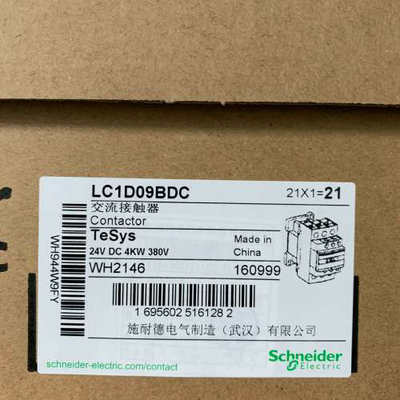 LC1D09BDC
21X1=21
交流接触器
Contactor
TeSys
24V DC 4KW 380V
Made in
China
WH2146
160999
WH944W9FY
1 695602 516128 2
施耐德电气制造（武汉）有限公司
schneider-electric.com/contact
Schneider
Electric